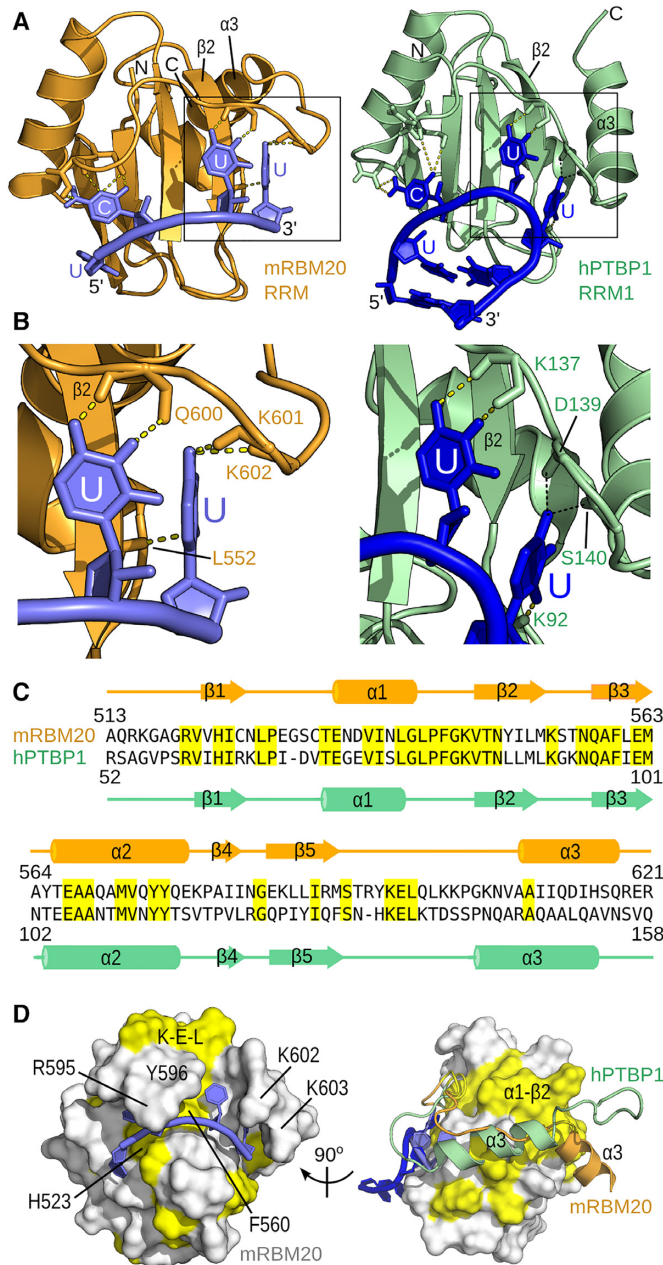 A
N
C
β2
α3
U
U
C
U
5'
3'
mRBM20
RRM
C
N
β2
α3
U
C
U
U
5'
3'
hPTBP1
RRM1
B
β2
Q600
K601
K602
U
U
L552
K137
D139
β2
U
S140
U
K92
C
β1 α1 β2 β3
513 563
mRBM20 AQRKGAGRVVHICNLPEGSCTENDVINLGLPFGKVTNYILMKSTNQAFLEM
hPTBP1 RSAGVPSRVIHIRKLPI-DVTEGEVISLGLPFGKVTNLLMLKGKNQAFIEM
52 101
β1 α1 β2 β3
α2 β4 β5 α3
564 621
AYTEAAQAMVQYYQEKPAIINGEKLLIRMSTRYKELQLKKPGKNVAAIIQDIHSQRER
NTEEAANTMVNYYTSVTPVLRGQPIYIQFSN-HKELKTDSSPNQARAQAALQAVNSVQ
102 158
α2 β4 β5 α3
D
K-E-L
R595
Y596
K602
K603
H523
F560
mRBM20
90º
hPTBP1
α1-β2
α3
α3
mRBM20